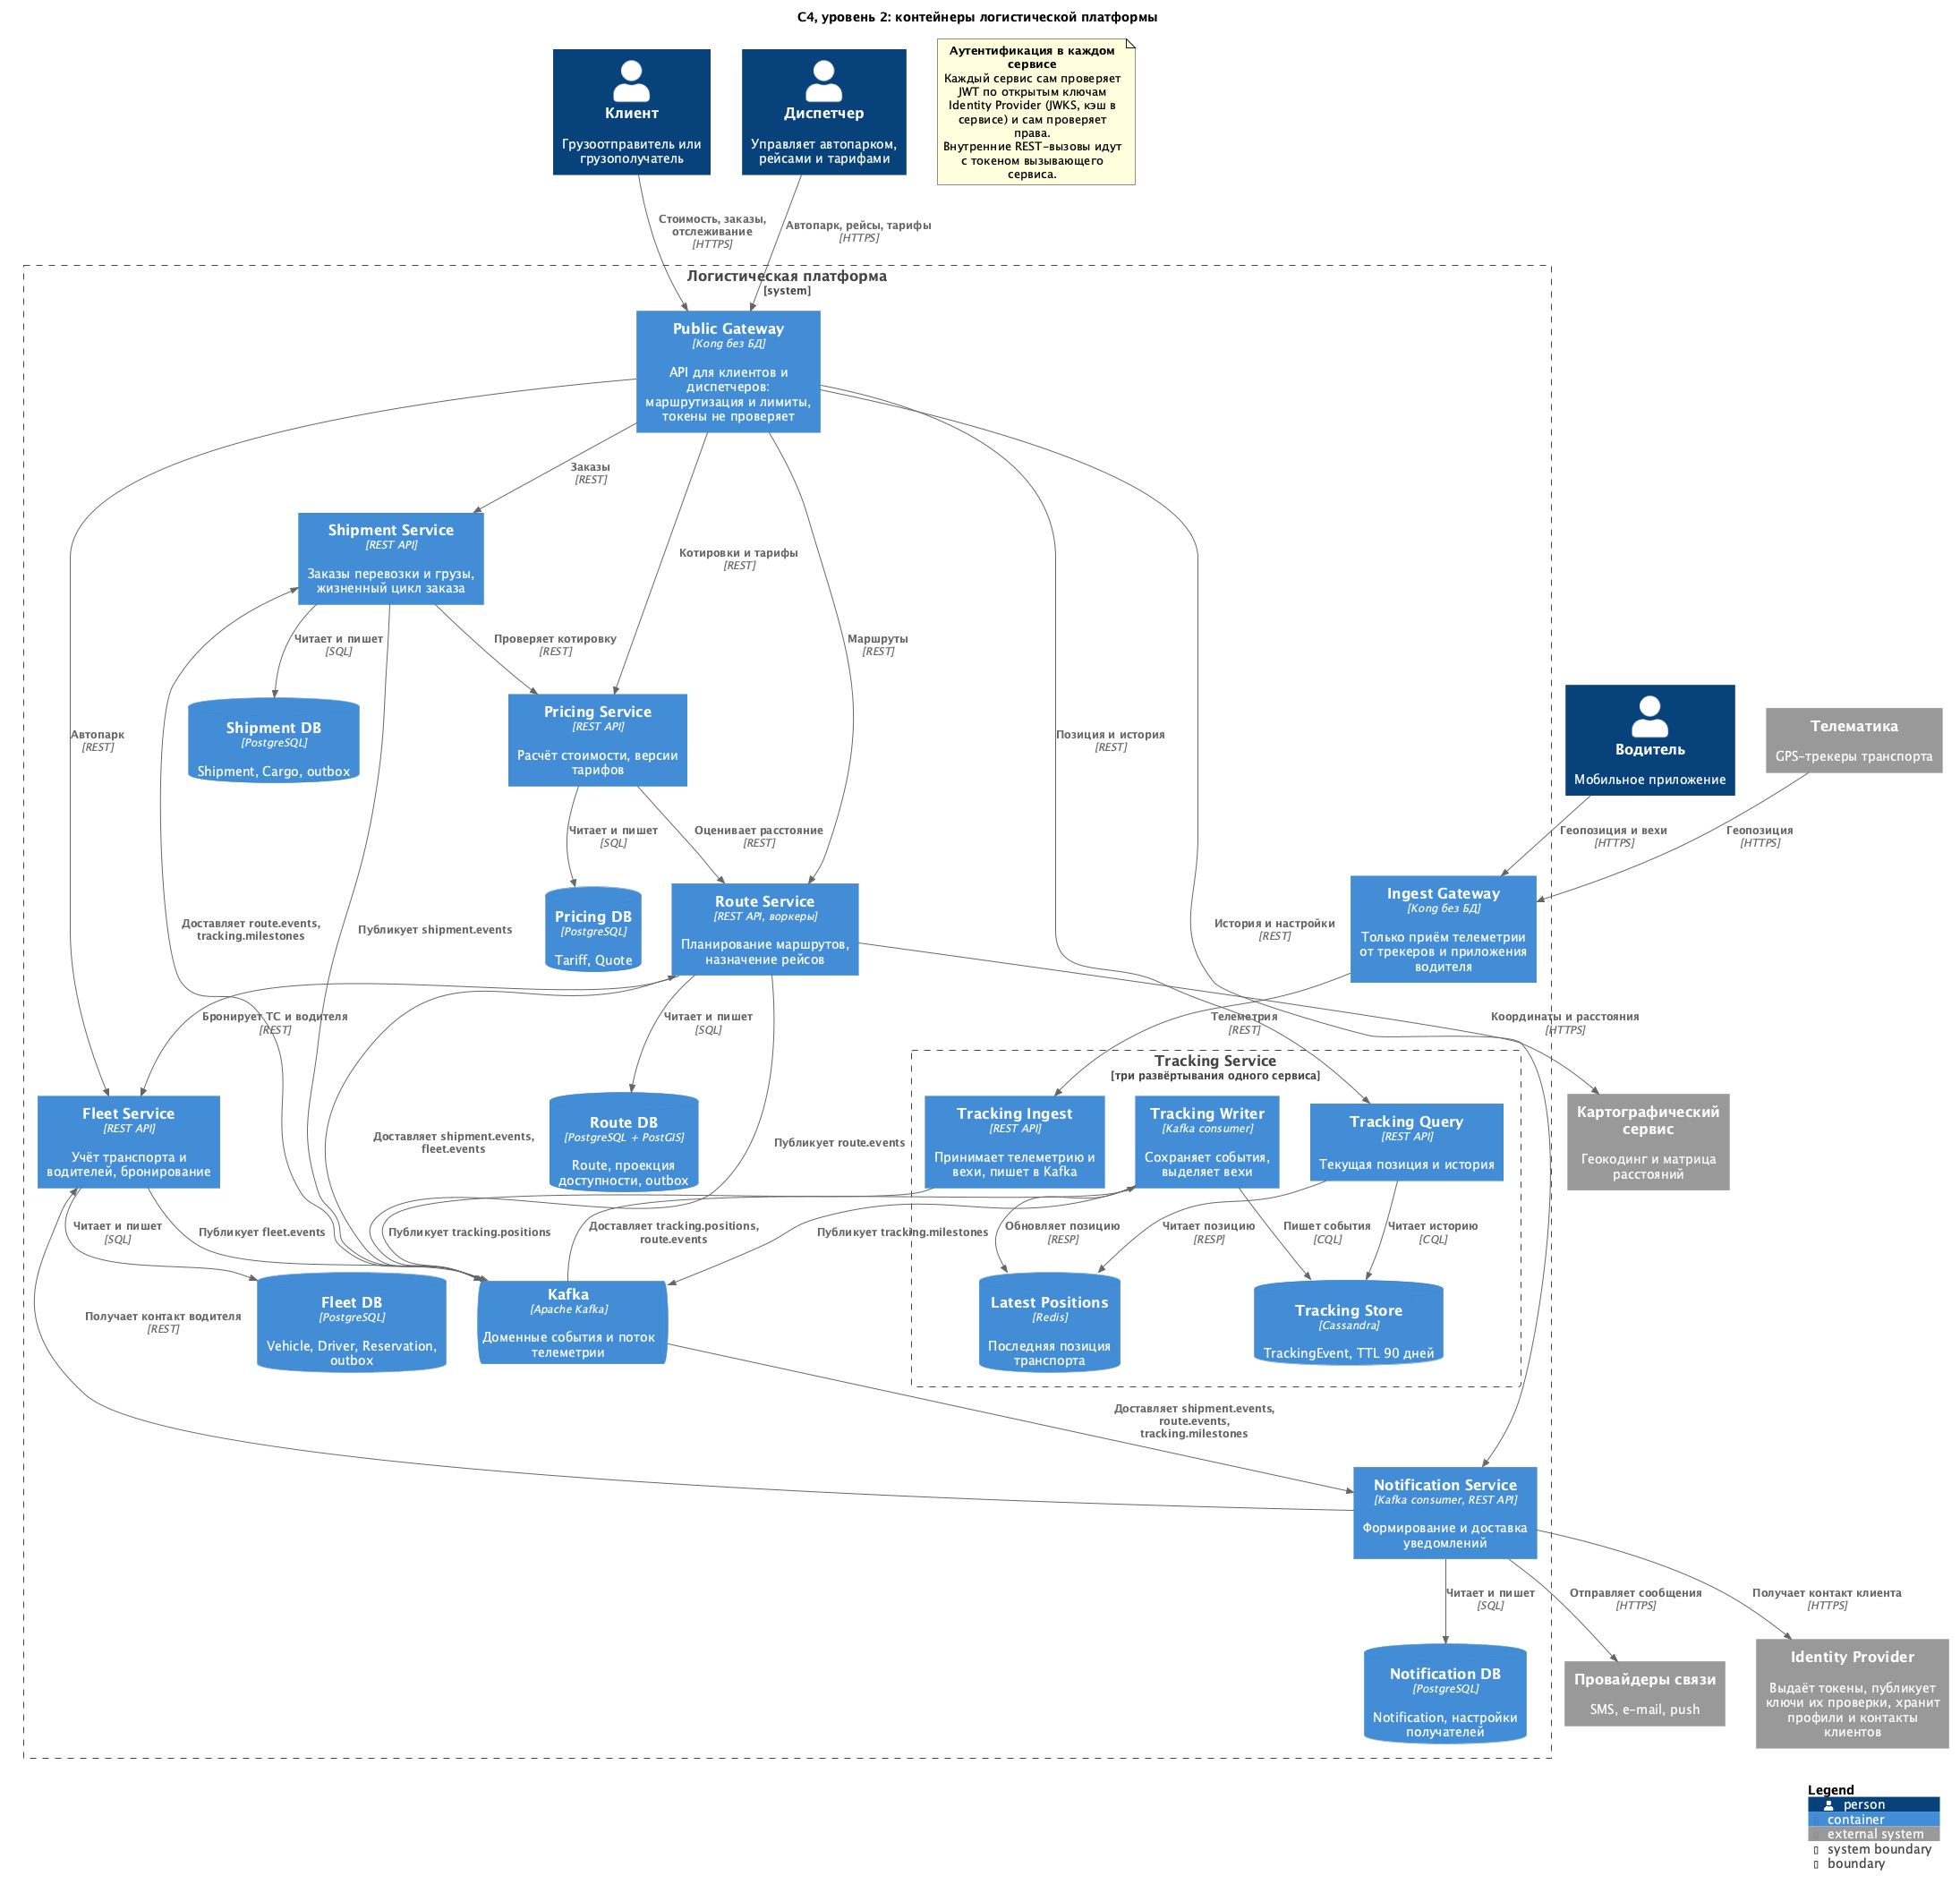 С4, уровень 2: контейнеры логистической платформы
Клиент
Грузоотправитель или
грузополучатель
Диспетчер
Управляет автопарком,
рейсами и тарифами
Аутентификация в каждом
сервисе
Каждый сервис сам проверяет
JWT по открытым ключам
Identity Provider (JWKS, кэш в
сервисе) и сам проверяет
права.
Внутренние REST-вызовы идут
с токеном вызывающего
сервиса.
Стоимость, заказы,
отслеживание
[HTTPS]
Автопарк, рейсы, тарифы
[HTTPS]
Логистическая платформа
[system]
Public Gateway
[Kong без БД]
API для клиентов и
диспетчеров:
маршрутизация и лимиты,
токены не проверяет
Заказы
[REST]
Shipment Service
[REST API]
Заказы перевозки и грузы,
жизненный цикл заказа
Котировки и тарифы
[REST]
Читает и пишет
[SQL]
Проверяет котировку
[REST]
Маршруты
[REST]
Shipment DB
[PostgreSQL]
Shipment, Cargo, outbox
Pricing Service
[REST API]
Расчёт стоимости, версии
тарифов
Автопарк
[REST]
Позиция и история
[REST]
Водитель
Мобильное приложение
Телематика
GPS-трекеры транспорта
Читает и пишет
[SQL]
Оценивает расстояние
[REST]
Геопозиция и вехи
[HTTPS]
Геопозиция
[HTTPS]
Доставляет route.events,
tracking.milestones
Публикует shipment.events
Pricing DB
[PostgreSQL]
Tariff, Quote
Route Service
[REST API, воркеры]
Планирование маршрутов,
назначение рейсов
История и настройки
[REST]
Ingest Gateway
[Kong без БД]
Только приём телеметрии
от трекеров и приложения
водителя
Бронирует ТС и водителя
[REST]
Читает и пишет
[SQL]
Телеметрия
[REST]
Координаты и расстояния
[HTTPS]
Tracking Service
[три развёртывания одного сервиса]
Fleet Service
[REST API]
Учёт транспорта и
водителей, бронирование
Доставляет shipment.events,
fleet.events
Route DB
[PostgreSQL + PostGIS]
Route, проекция
доступности, outbox
Публикует route.events
Tracking Ingest
[REST API]
Принимает телеметрию и
вехи, пишет в Kafka
Tracking Writer
[Kafka consumer]
Сохраняет события,
выделяет вехи
Tracking Query
[REST API]
Текущая позиция и история
Картографический
сервис
Геокодинг и матрица
расстояний
Читает и пишет
[SQL]
Публикует fleet.events
Публикует tracking.positions
Доставляет tracking.positions,
route.events
Публикует tracking.milestones
Обновляет позицию
[RESP]
Читает позицию
[RESP]
Пишет события
[CQL]
Читает историю
[CQL]
Получает контакт водителя
[REST]
Fleet DB
[PostgreSQL]
Vehicle, Driver, Reservation,
outbox
Kafka
[Apache Kafka]
Доменные события и поток
телеметрии
Latest Positions
[Redis]
Последняя позиция
транспорта
Tracking Store
[Cassandra]
TrackingEvent, TTL 90 дней
Доставляет shipment.events,
route.events,
tracking.milestones
Notification Service
[Kafka consumer, REST API]
Формирование и доставка
уведомлений
Читает и пишет
[SQL]
Отправляет сообщения
[HTTPS]
Получает контакт клиента
[HTTPS]
Notification DB
[PostgreSQL]
Notification, настройки
получателей
Провайдеры связи
SMS, e-mail, push
Identity Provider
Выдаёт токены, публикует
ключи их проверки, хранит
профили и контакты
клиентов
Legend
person
container
external system
system boundary
boundary